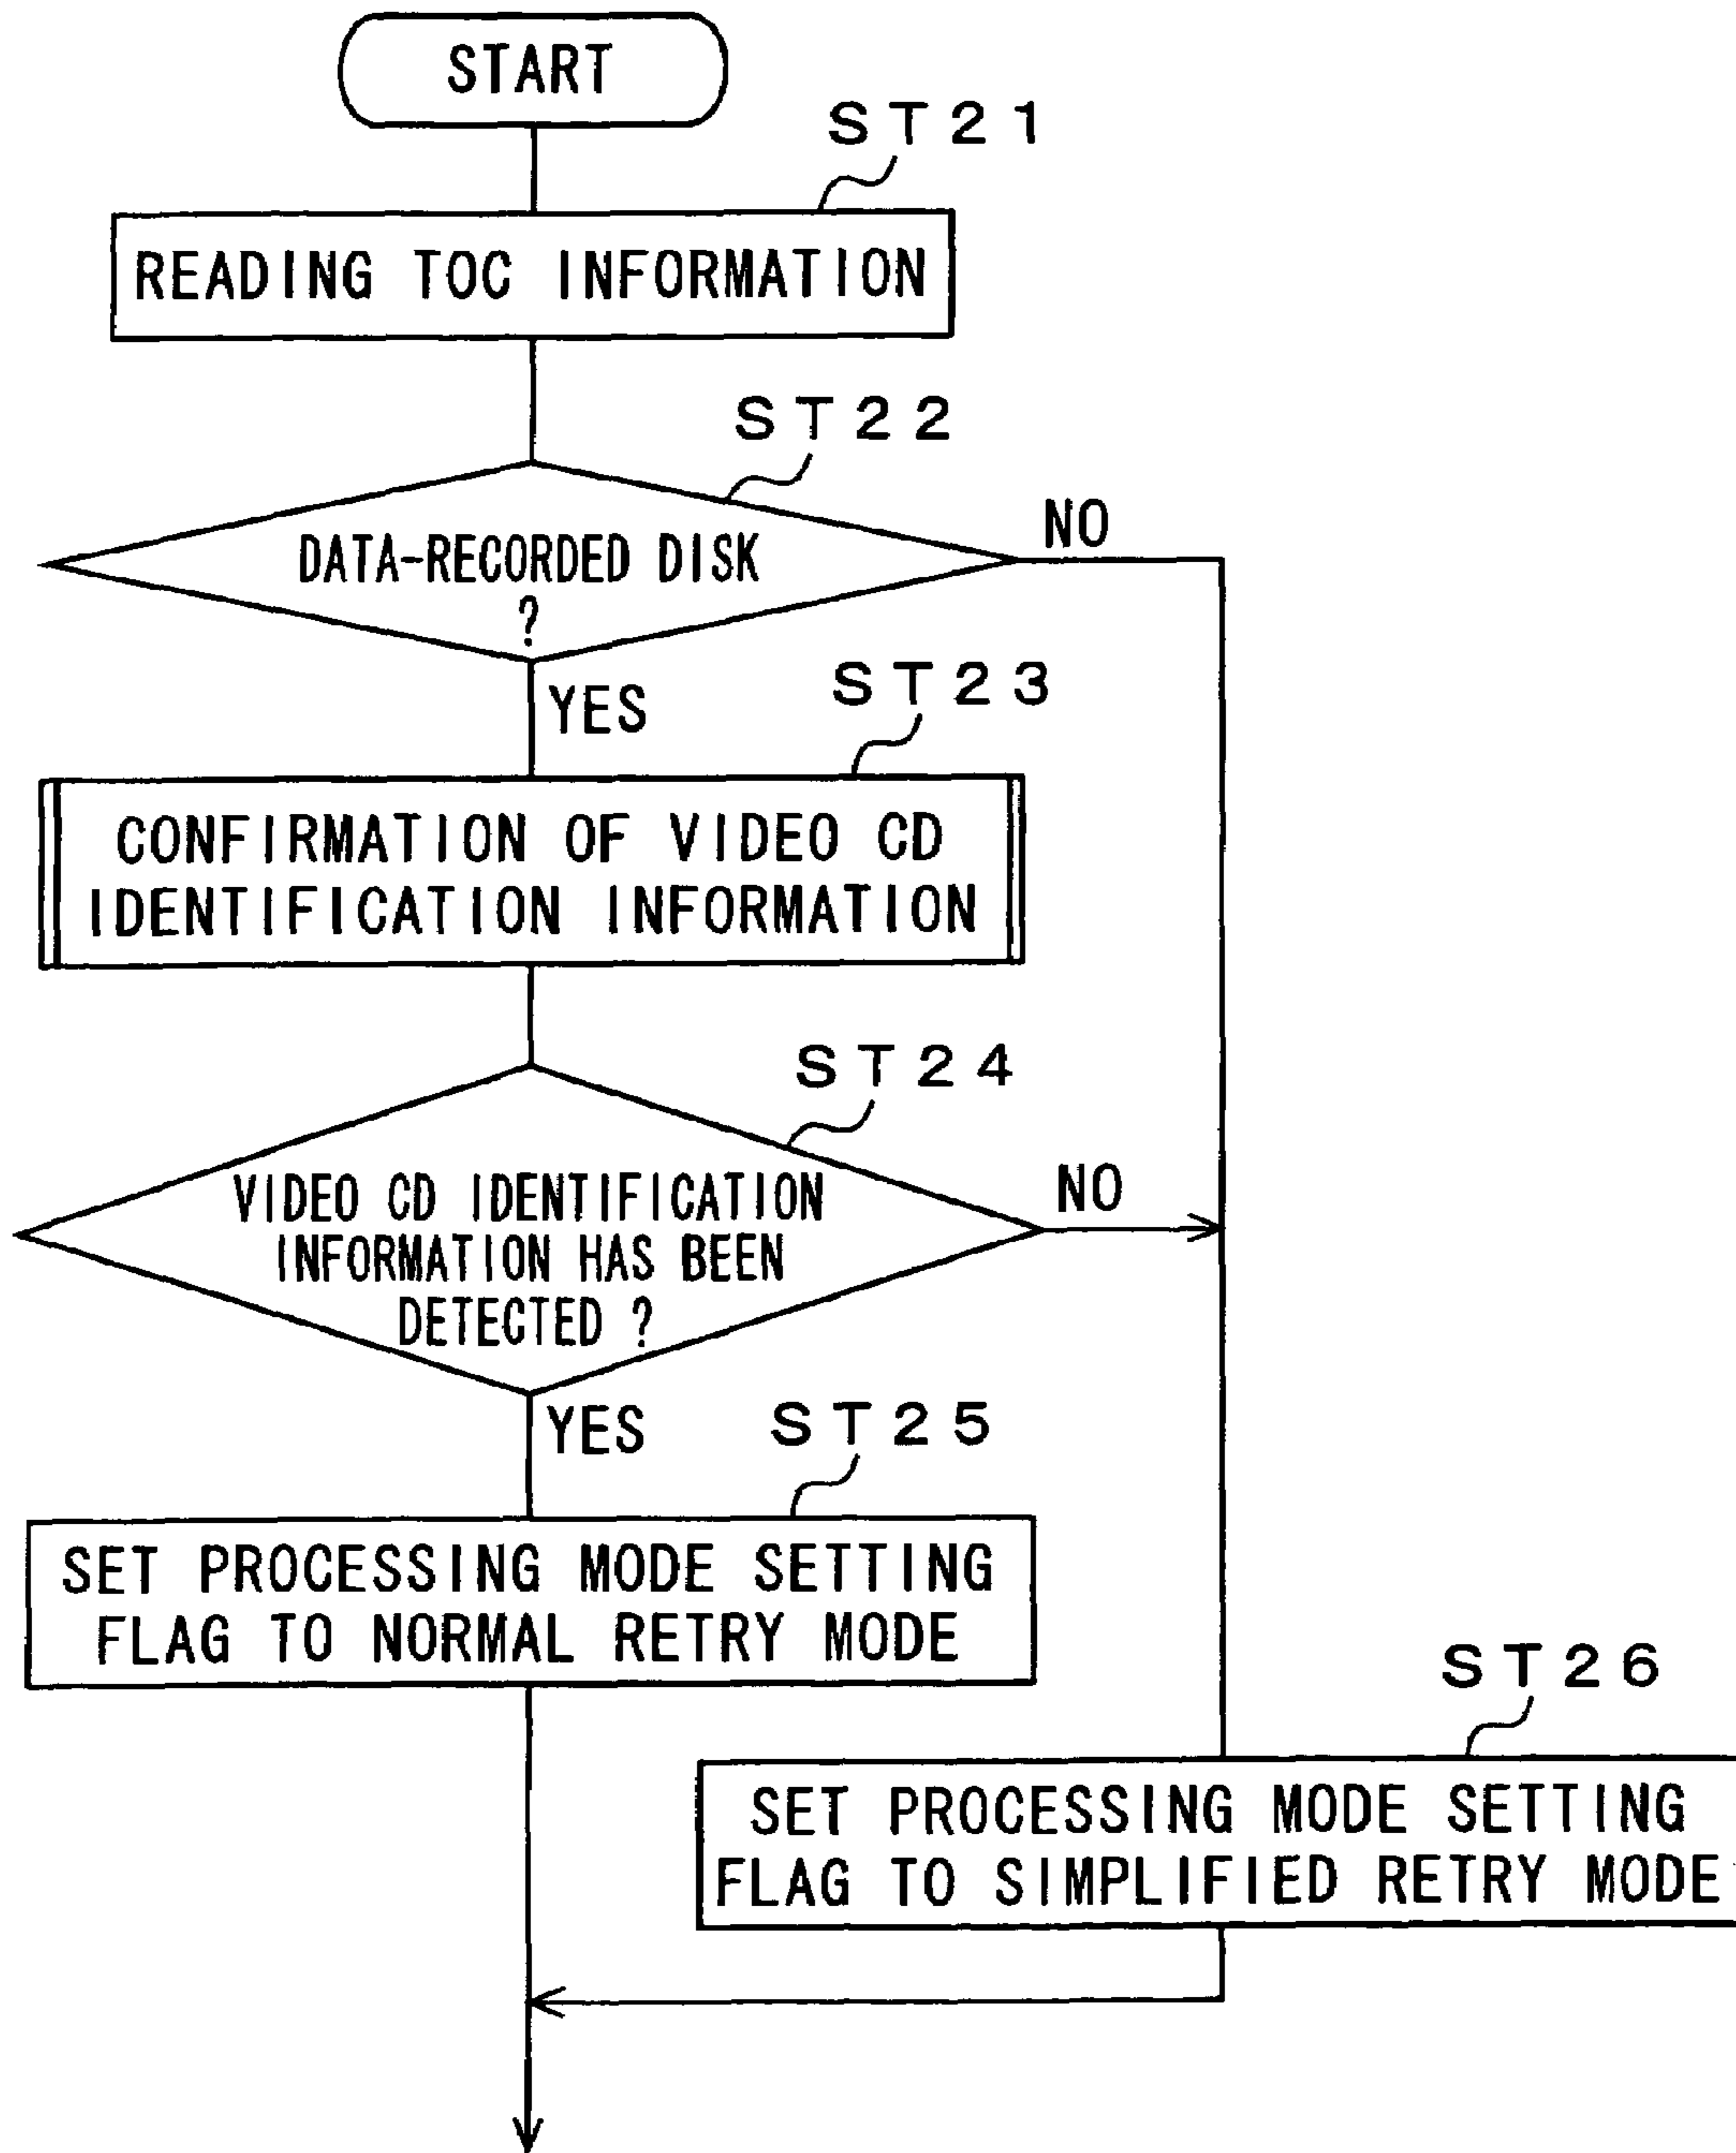 START
ST21
READING TOC INFORMATION
ST22
DATA-RECORDED DISK
?
NO
YES
ST23
CONFIRMATION OF VIDEO CD
IDENTIFICATION INFORMATION
ST24
VIDEO CD IDENTIFICATION
INFORMATION HAS BEEN
DETECTED ?
NO
YES
ST25
SET PROCESSING MODE SETTING
FLAG TO NORMAL RETRY MODE
ST26
SET PROCESSING MODE SETTING
FLAG TO SIMPLIFIED RETRY MODE